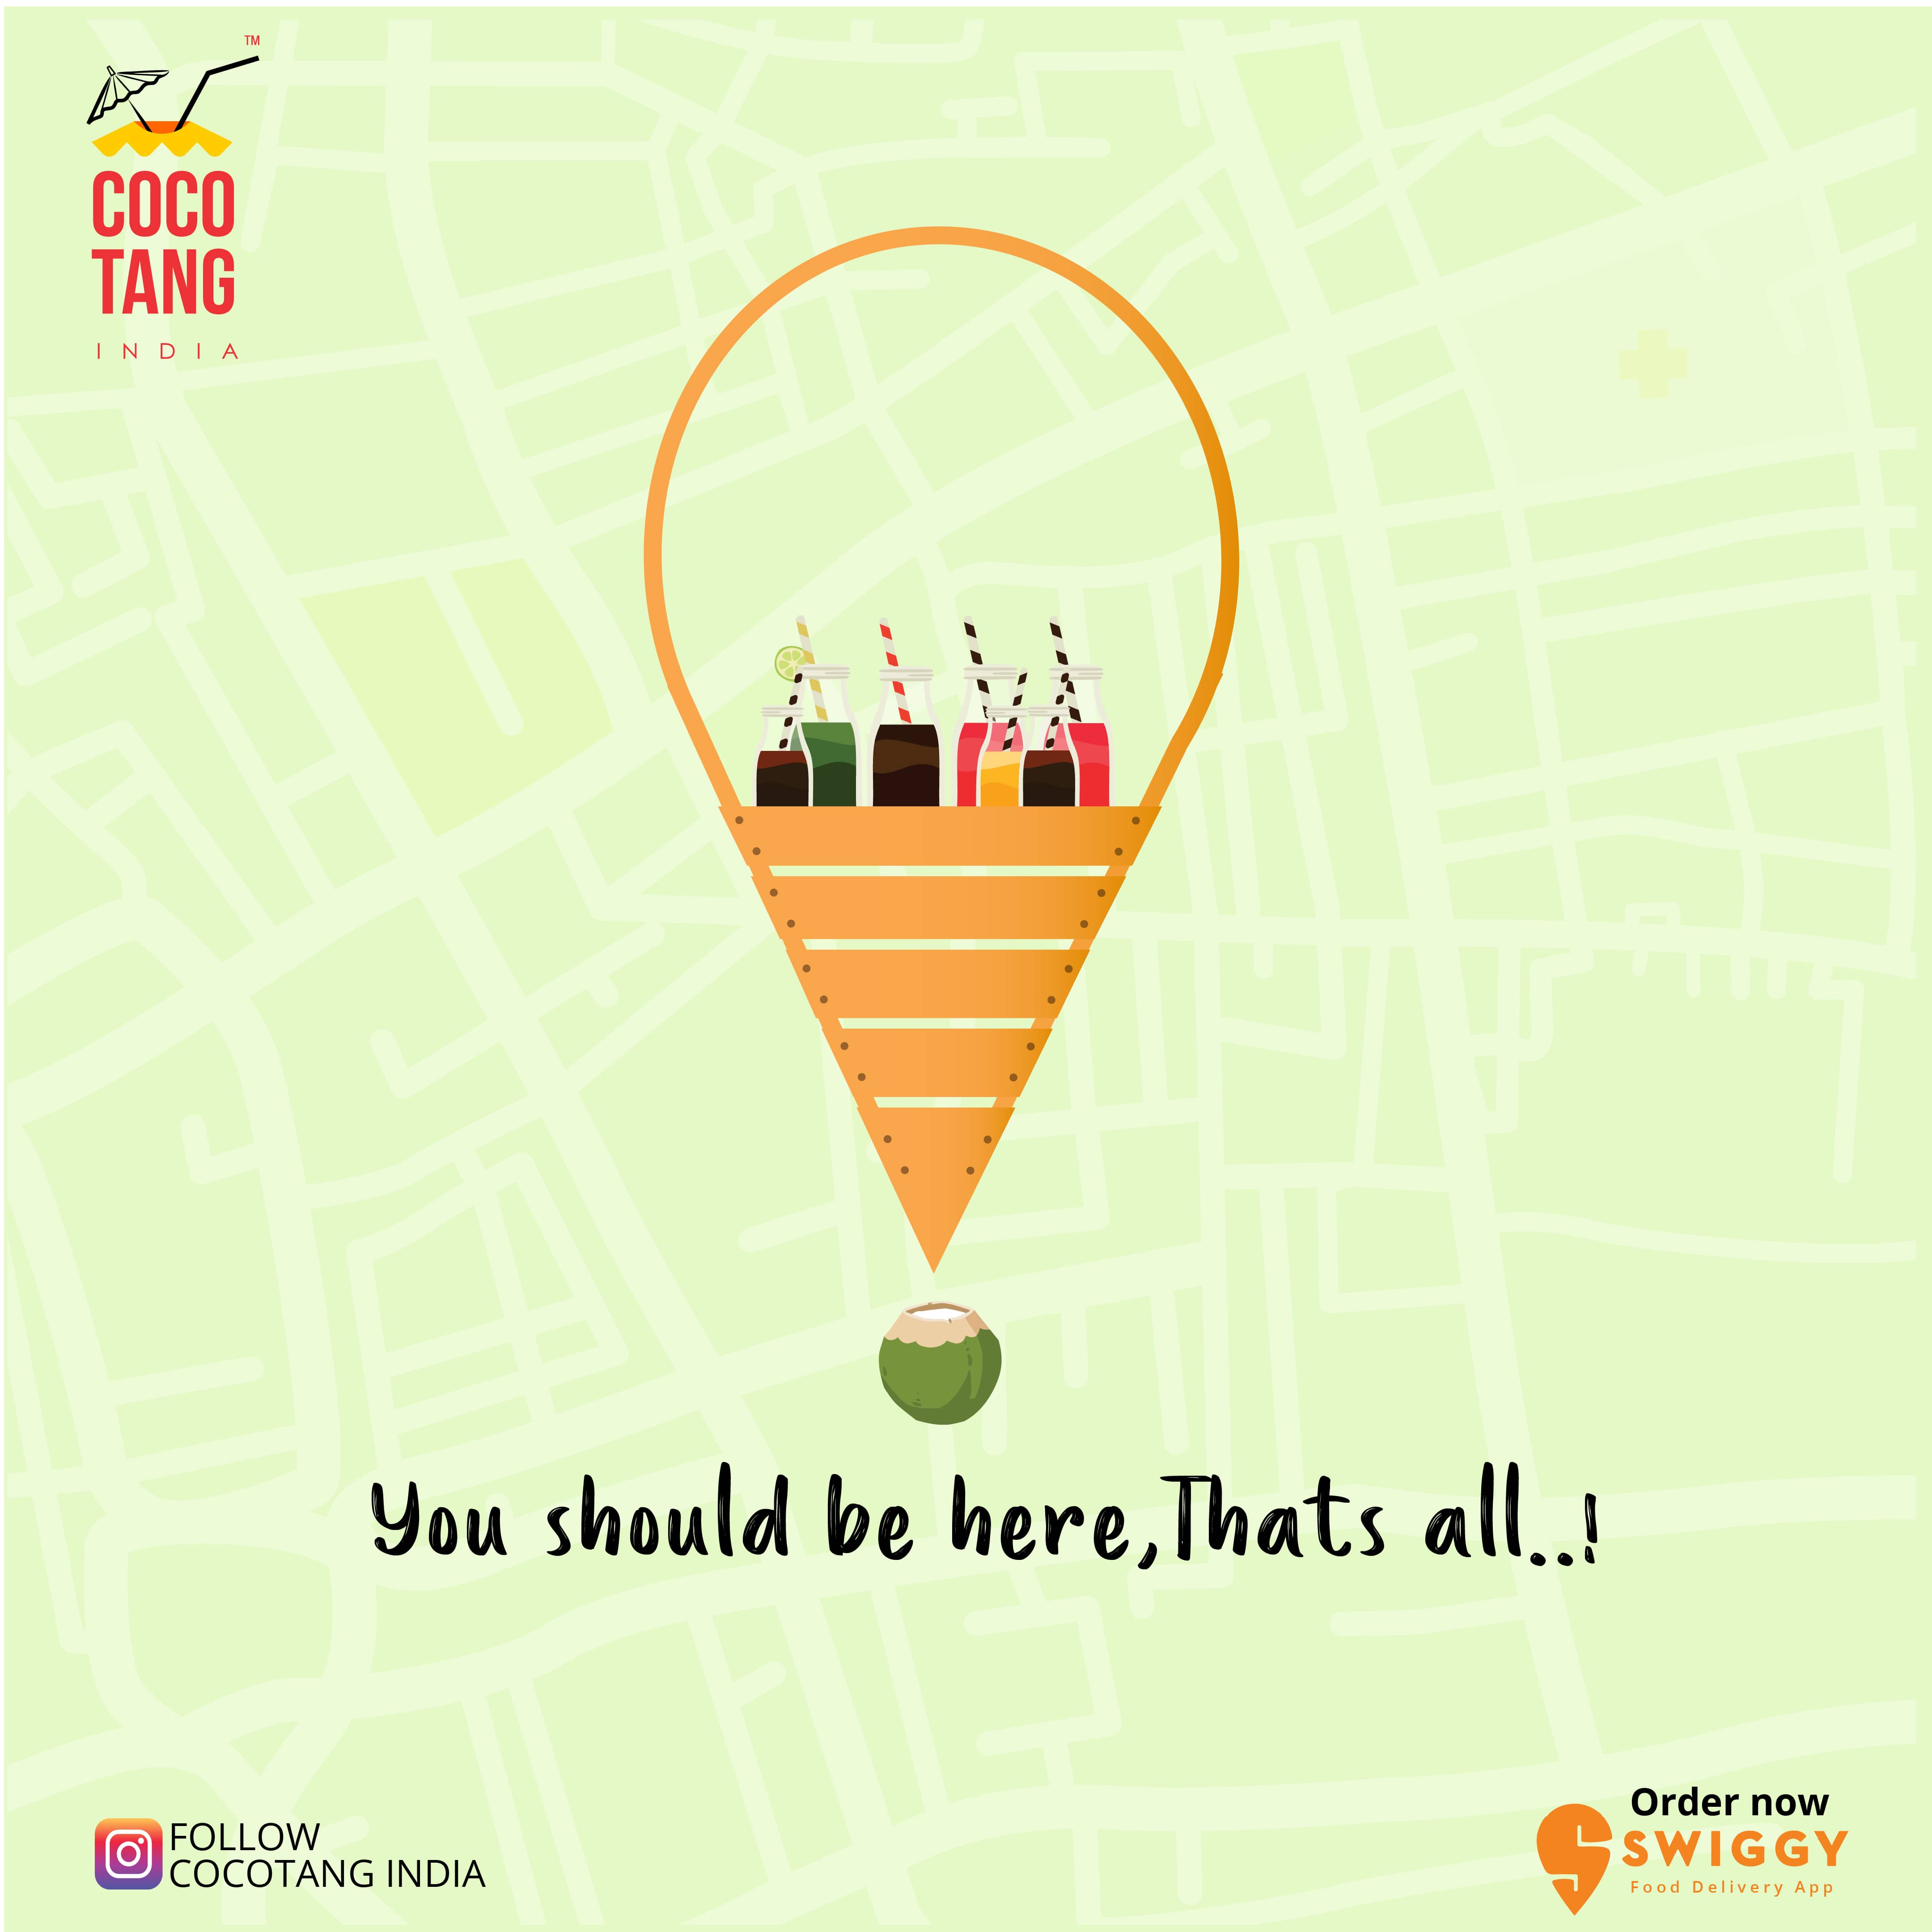 TM
COCO
TANG
INDIA
You should be here,Thats all..!
FOLLOW
COCOTANG INDIA
Order now
SWIGGY
Food Delivery App